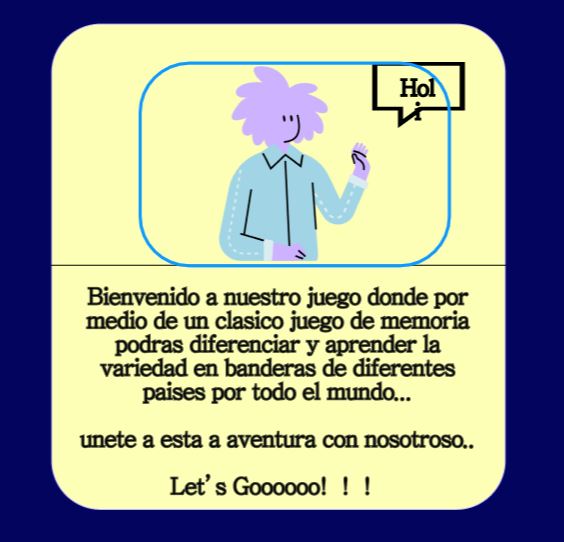 Hol
i
Bienvenido a nuestro juego donde por
medio de un clasico juego de memoria
podras diferenciar y aprender la
variedad en banderas de diferentes
paises por todo el mundo...
unete a esta a aventura con nosotroso..
Let's Goooooo! ! !